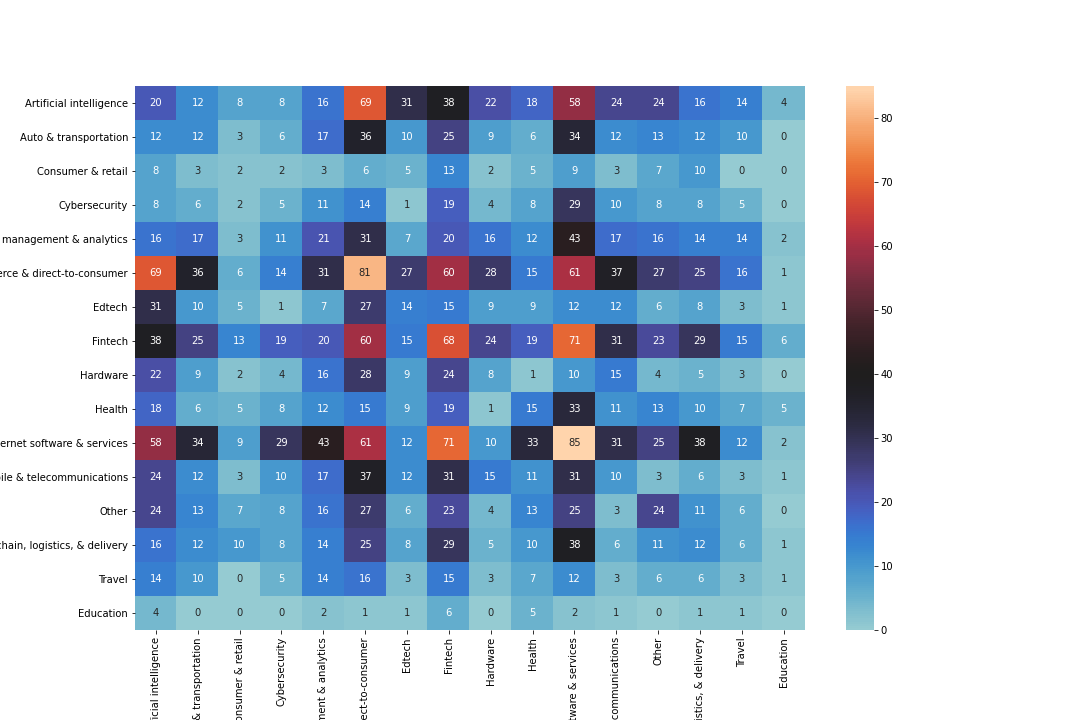 Artificial intelligence 20 12 8 8 16 69 31 38 22 18 58 24 24 16 14 4
Auto & transportation 12 12 3 6 17 36 10 25 9 6 34 12 13 12 10 0
Consumer & retail 8 3 2 2 3 6 5 13 2 5 9 3 7 10 0 0
Cybersecurity 8 6 2 5 11 14 1 19 4 8 29 10 8 8 5 0
management & analytics 16 17 3 11 21 31 7 20 16 12 43 17 16 14 14 2
erce & direct-to-consumer 69 36 6 14 31 81 27 60 28 15 61 37 27 25 16 1
Edtech 31 10 5 1 7 27 14 15 9 9 12 12 6 8 3 1
Fintech 38 25 13 19 20 60 15 68 24 19 71 31 23 29 15 6
Hardware 22 9 2 4 16 28 9 24 8 1 10 15 4 5 3 0
Health 18 6 5 8 12 15 9 19 1 15 33 11 13 10 7 5
ernet software & services 58 34 9 29 43 61 12 71 10 33 85 31 25 38 12 2
ile & telecommunications 24 12 3 10 17 37 12 31 15 11 31 10 3 6 3 1
Other 24 13 7 8 16 27 6 23 4 13 25 3 24 11 6 0
chain, logistics, & delivery 16 12 10 8 14 25 8 29 5 10 38 6 11 12 6 1
Travel 14 10 0 5 14 16 3 15 3 7 12 3 6 6 3 1
Education 4 0 0 0 2 1 1 6 0 5 2 1 0 1 1 0
icial intelligence
& transportation
onsumer & retail
Cybersecurity
ment & analytics
ect-to-consumer
Edtech
Fintech
Hardware
Health
tware & services
communications
Other
istics, & delivery
Travel
Education
80
70
60
50
40
30
20
10
0